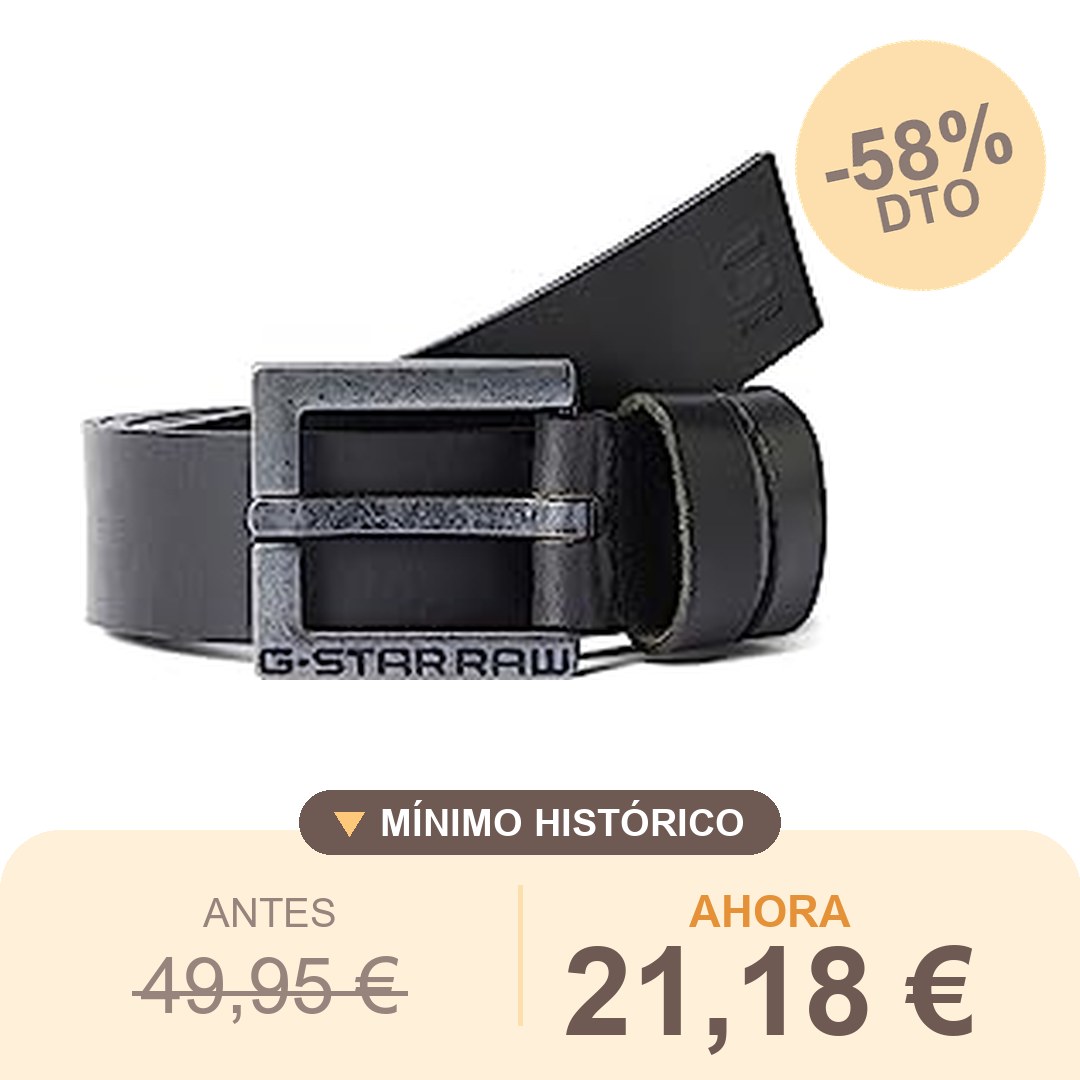 -58%
DTO
G-STAR RAW
MÍNIMO HISTÓRICO
ANTES
49,95 €
AHORA
21,18 €